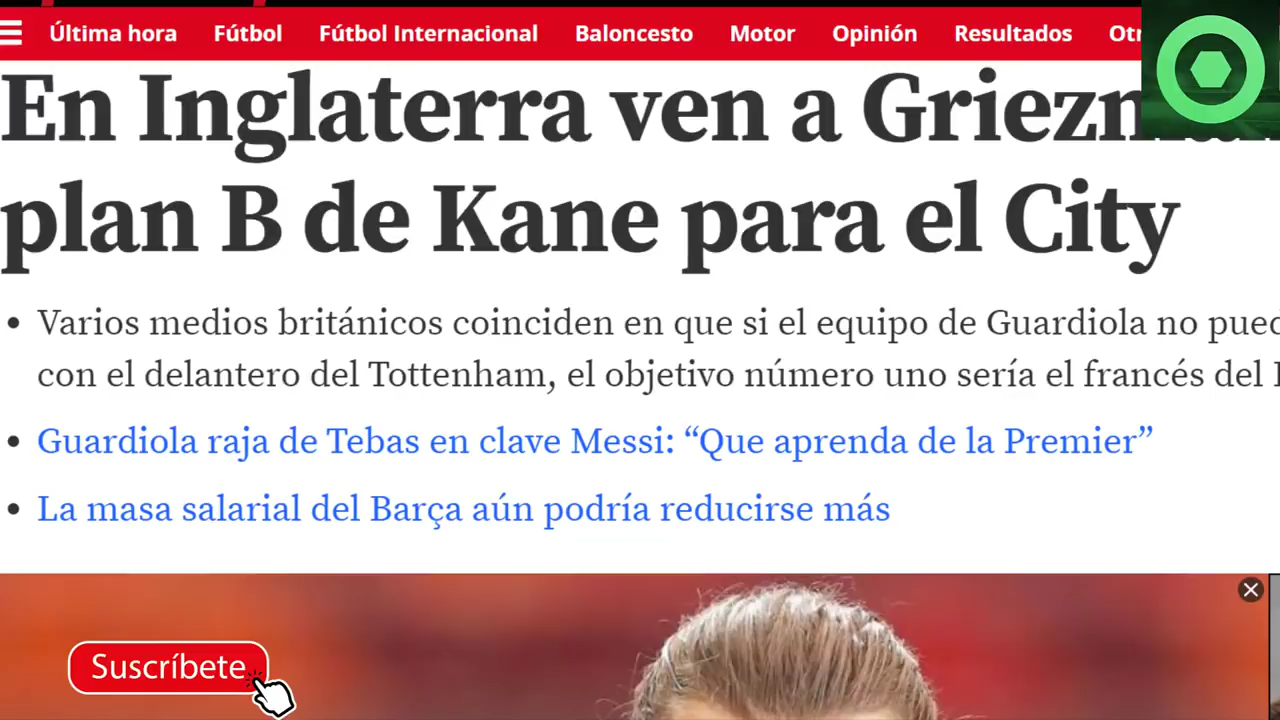 Última hora Fútbol Fútbol Internacional Baloncesto Motor Opinión Resultados
En Inglaterra ven a
plan B de Kane para el City
• Varios medios británicos coinciden en que si el equipo de Guardiola no
con el delantero del Tottenham, el objetivo número uno sería el francés del
• Guardiola raja de Tebas en clave Messi: “Que aprenda de la Premier”
• La masa salarial del Barça aún podría reducirse más
Suscríbete